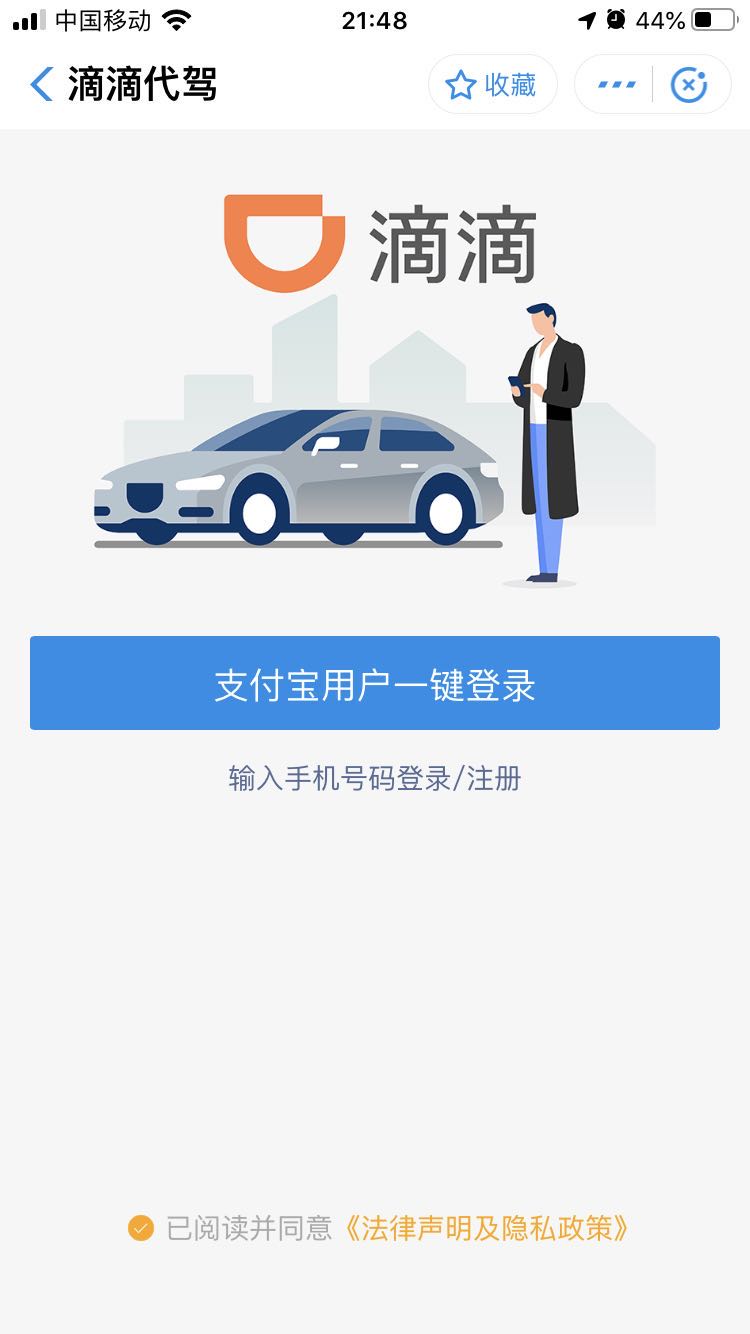 中国移动
21:48
44%
滴滴代驾
收藏
滴滴
支付宝用户一键登录
输入手机号码登录/注册
已阅读并同意《法律声明及隐私政策》